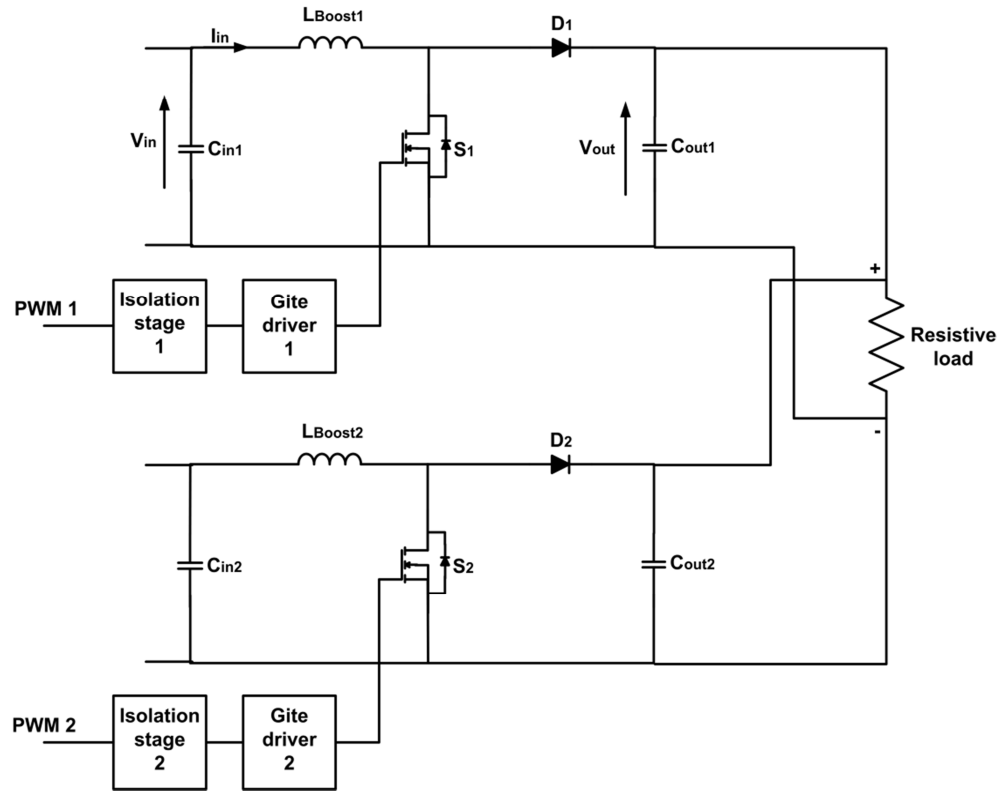 LBoost1
D1
Iin
Vin
Cin1
S1
Vout
Cout1
+
PWM 1
Isolation
stage
1
Gite
driver
1
Resistive
load
-
LBoost2
D2
Cin2
S2
Cout2
PWM 2
Isolation
stage
2
Gite
driver
2